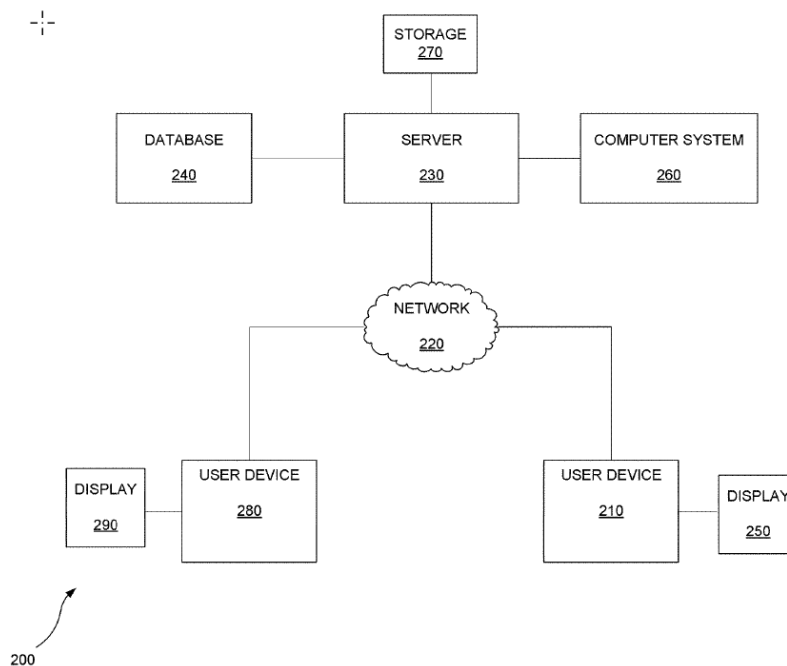 STORAGE
270
DATABASE
240
SERVER
230
COMPUTER SYSTEM
260
NETWORK
220
USER DEVICE
280
DISPLAY
290
USER DEVICE
210
DISPLAY
250
200